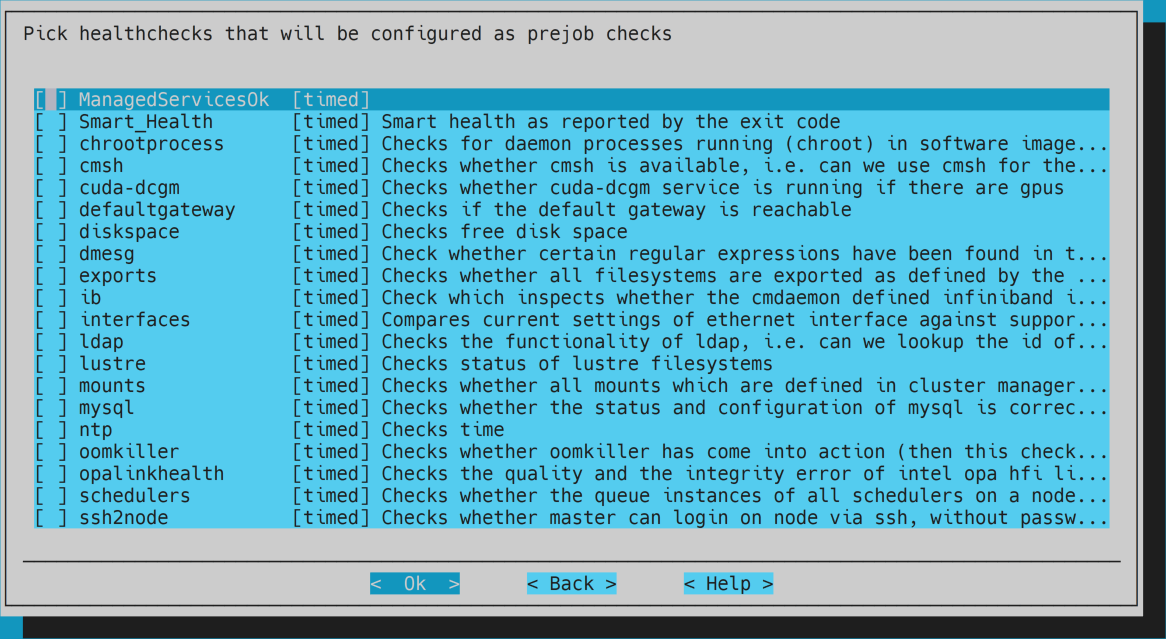 Pick healthchecks that will be configured as prejob checks
[ ] ManagedServicesOk [timed]
[ ] Smart_Health [timed] Smart health as reported by the exit code
[ ] chrootprocess [timed] Checks for daemon processes running (chroot) in software image...
[ ] cmsh [timed] Checks whether cmsh is available, i.e. can we use cmsh for the...
[ ] cuda-dcgm [timed] Checks whether cuda-dcgm service is running if there are gpus
[ ] defaultgateway [timed] Checks if the default gateway is reachable
[ ] diskspace [timed] Checks free disk space
[ ] dmesg [timed] Check whether certain regular expressions have been found in t...
[ ] exports [timed] Checks whether all filesystems are exported as defined by the ...
[ ] ib [timed] Check which inspects whether the cmdaemon defined infiniband i...
[ ] interfaces [timed] Compares current settings of ethernet interface against suppor...
[ ] ldap [timed] Checks the functionality of ldap, i.e. can we lookup the id of...
[ ] lustre [timed] Checks status of lustre filesystems
[ ] mounts [timed] Checks whether all mounts which are defined in cluster manager...
[ ] mysql [timed] Checks whether the status and configuration of mysql is correc...
[ ] ntp [timed] Checks time
[ ] oomkiller [timed] Checks whether oomkiller has come into action (then this check...
[ ] opalinkhealth [timed] Checks the quality and the integrity error of intel opa hfi li...
[ ] schedulers [timed] Checks whether the queue instances of all schedulers on a node...
[ ] ssh2node [timed] Checks whether master can login on node via ssh, without passw...
< Ok > < Back > < Help >